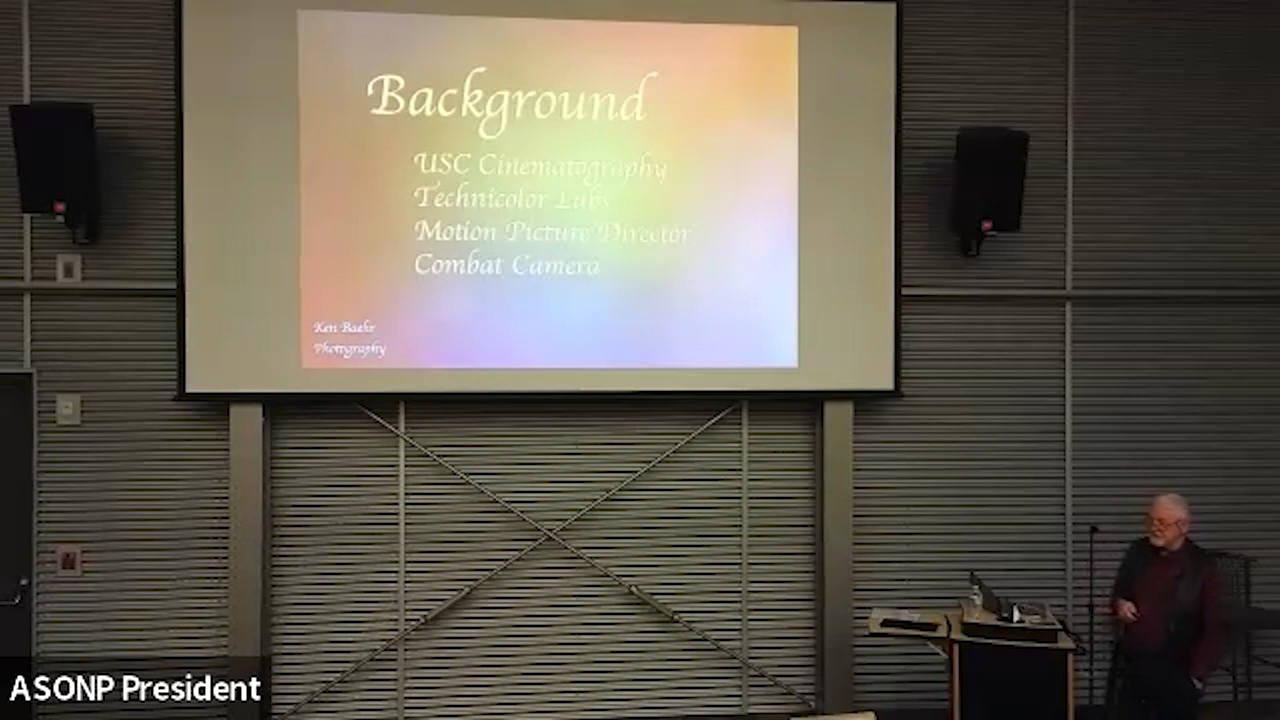 Background
USC Cinematography
Technicolor Labs
Motion Picture Director
Combat Camera
Ken Baehr
Photography
ASONP President